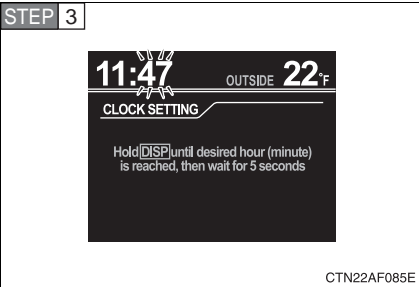 STEP 3
11:47 OUTSIDE 22°F
CLOCK SETTING
Hold DISP until desired hour (minute)
is reached, then wait for 5 seconds
CTN22AF085E